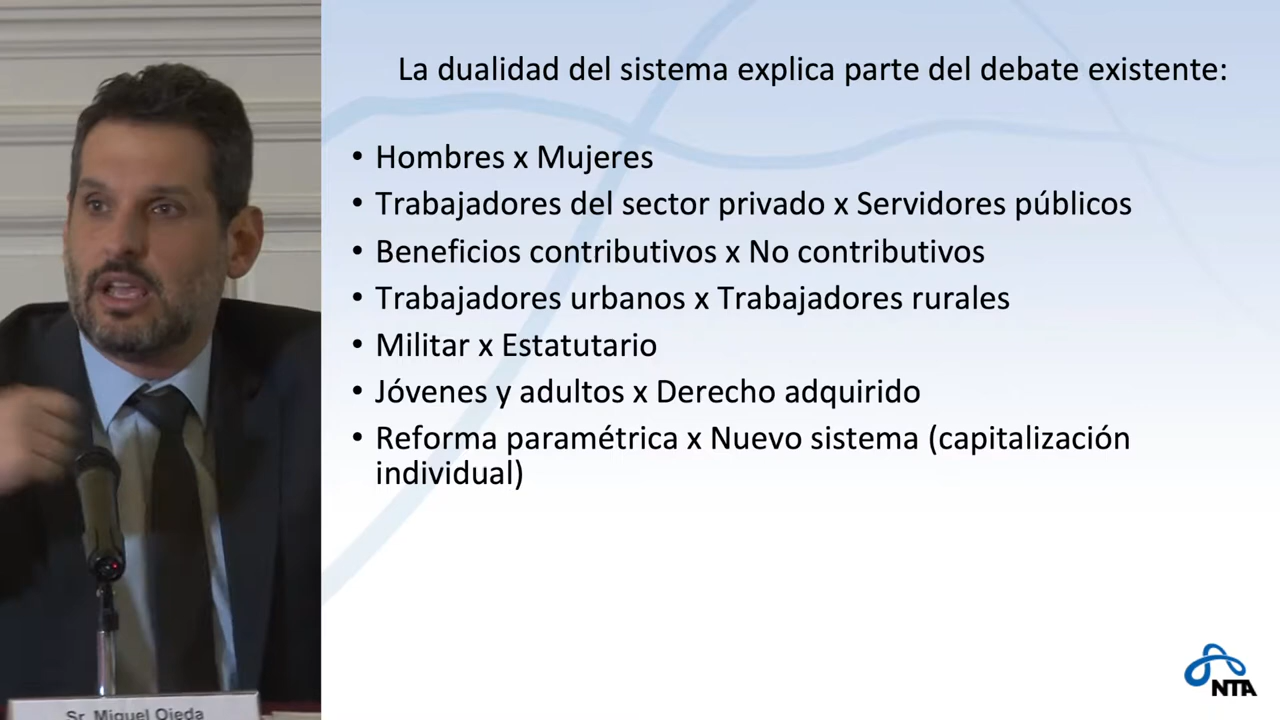 La dualidad del sistema explica parte del debate existente:
• Hombres x Mujeres
• Trabajadores del sector privado x Servidores públicos
• Beneficios contributivos x No contributivos
• Trabajadores urbanos x Trabajadores rurales
• Militar x Estatutario
• Jóvenes y adultos x Derecho adquirido
• Reforma paramétrica x Nuevo sistema (capitalización
individual)
NTA
Sr. Miguel Ojeda